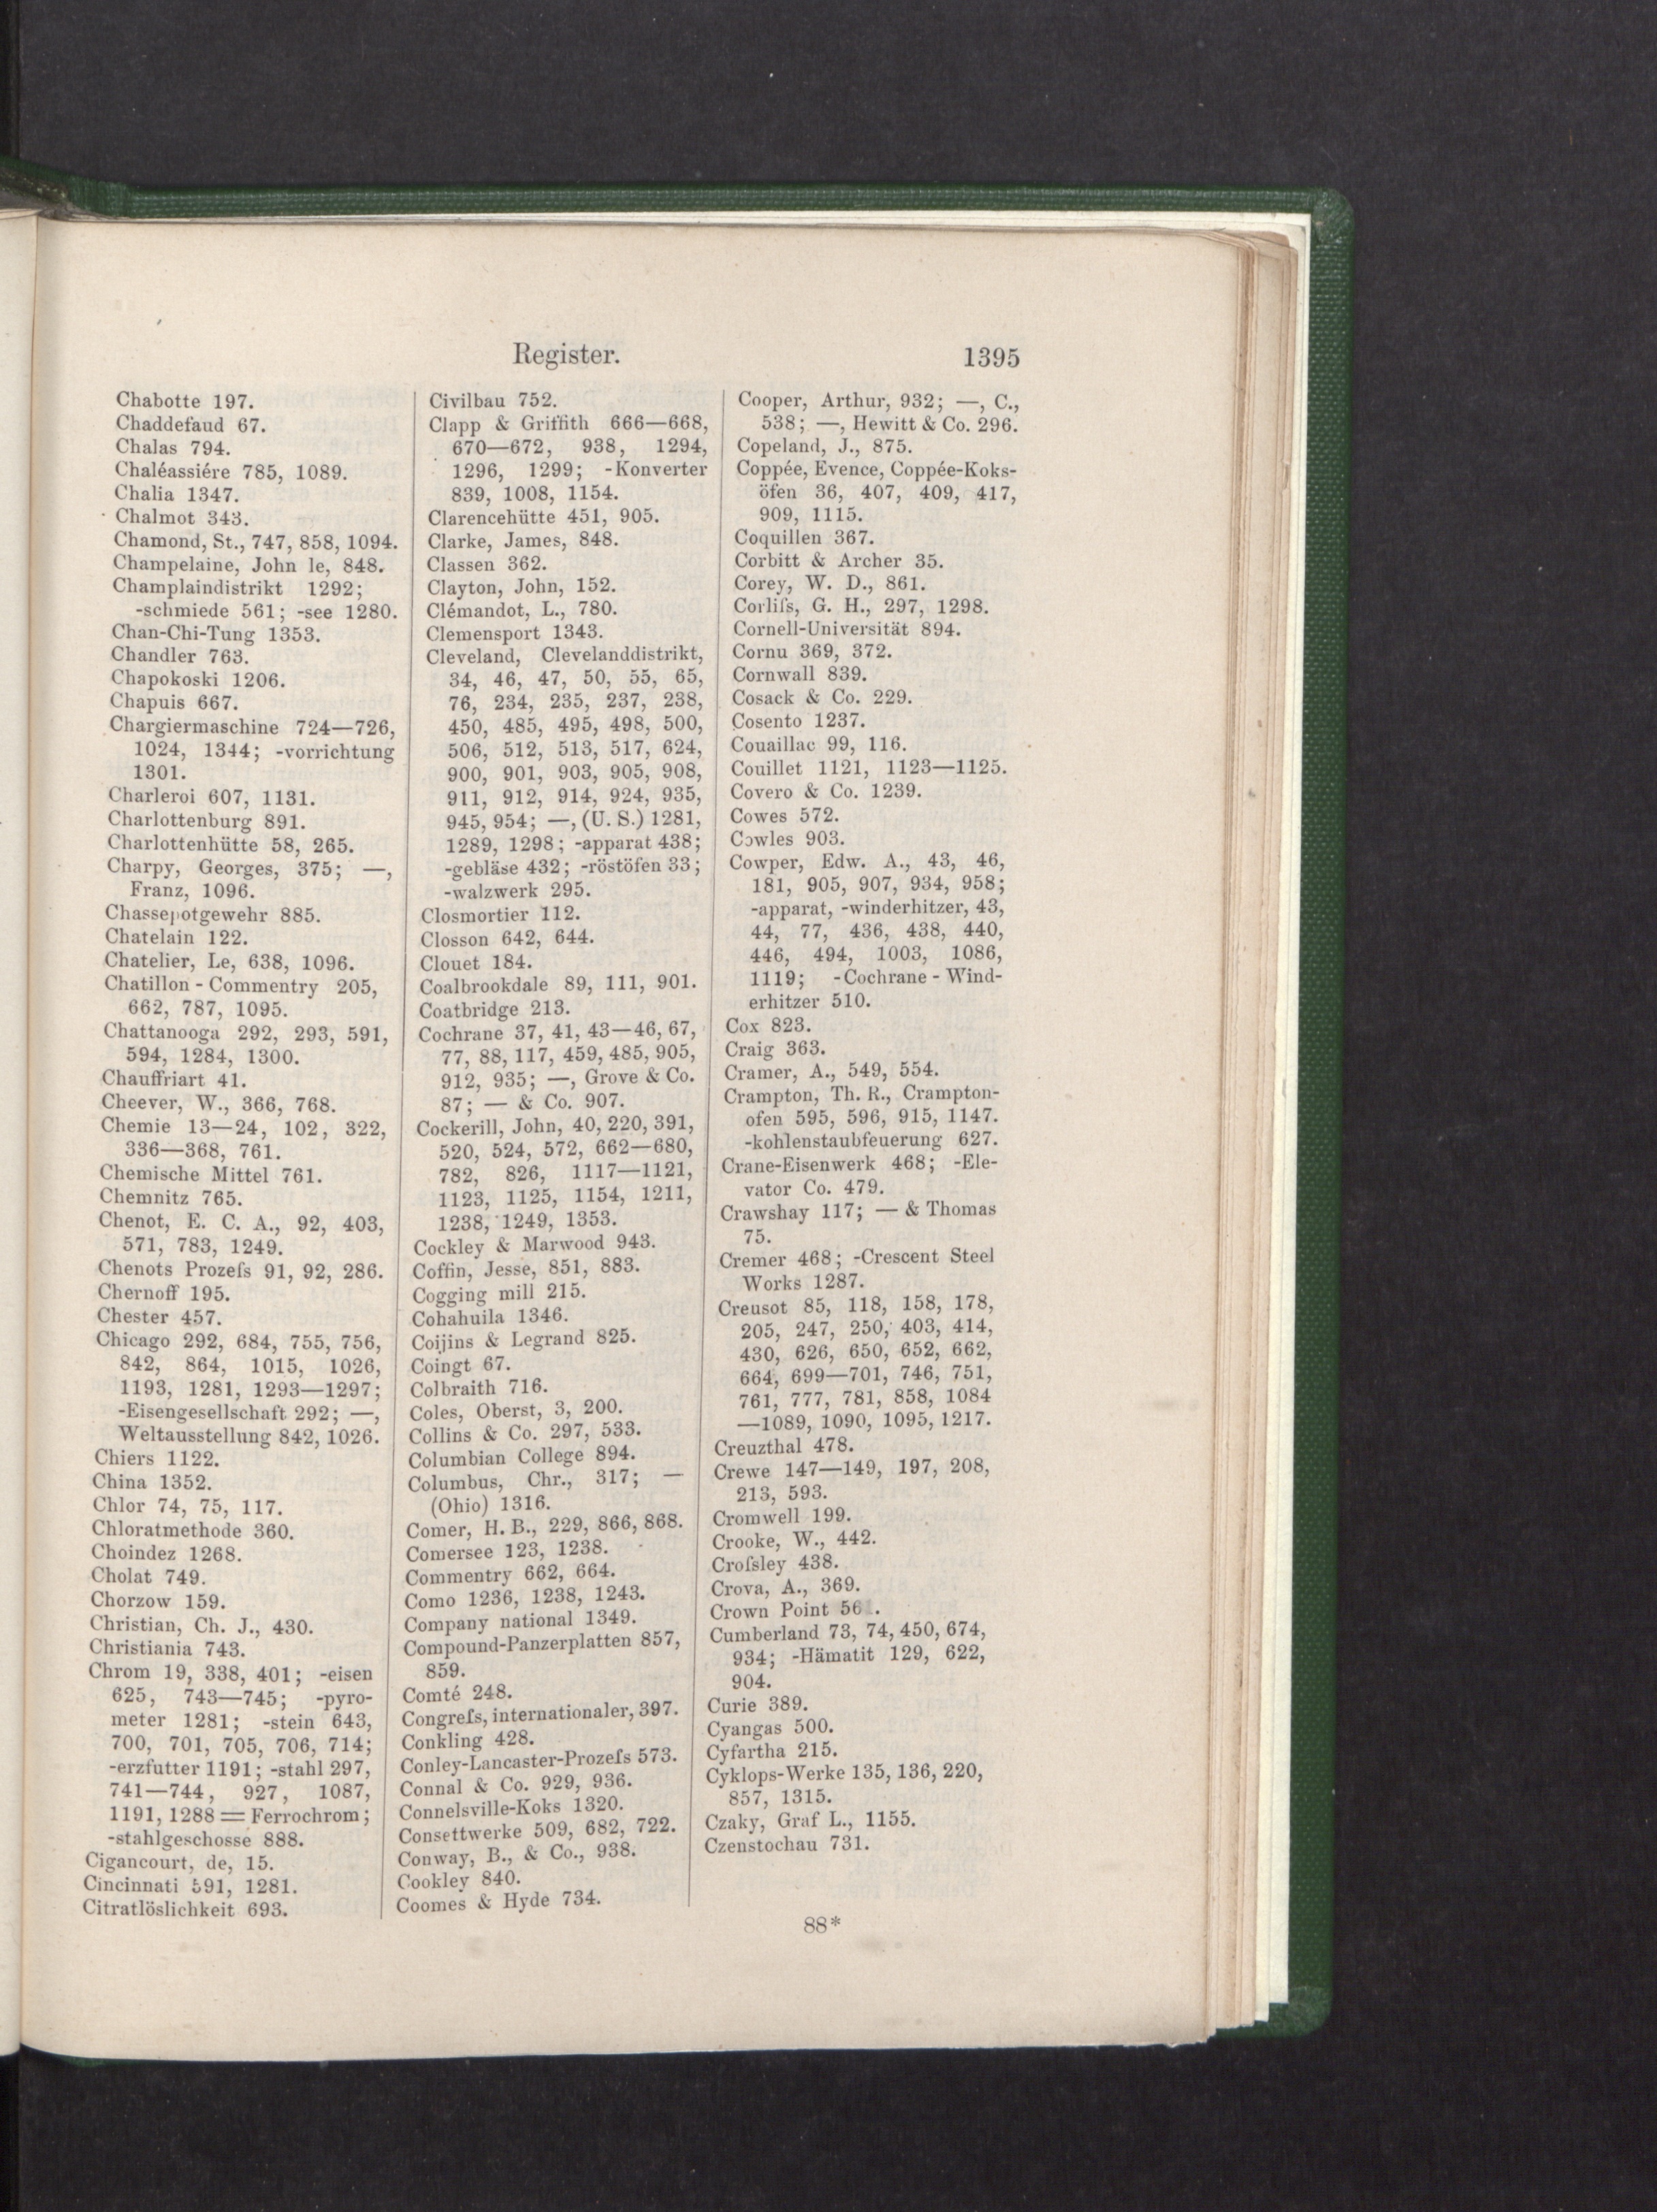 Register.
1395
Chabotte 197.
Chaddefaud 67.
Chalas 794.
Chaléassiére 785, 1089.
Chalia 1347.
Chalmot 343.
Chamond, St., 747, 858, 1094.
Champelaine, John le, 848.
Champlaindistrikt 1292;
-schmiede 561; -see 1280.
Chan-Chi-Tung 1353.
Chandler 763.
Chapokoski 1206.
Chapuis 667.
Chargiermaschine 724—726,
1024, 1344; -vorrichtung
1301.
Charleroi 607, 1131.
Charlottenburg 891.
Charlottenhütte 58, 265.
Charpy, Georges, 375; —,
Franz, 1096.
Chassepotgewehr 885.
Chatelain 122.
Chatelier, Le, 638, 1096.
Chatillon - Commentry 205,
662, 787, 1095.
Chattanooga 292, 293, 591,
594, 1284, 1300.
Chauffriart 41.
Cheever, W., 366, 768.
Chemie 13—24, 102, 322,
336—368, 761.
Chemische Mittel 761.
Chemnitz 765.
Chenot, E. C. A., 92, 403,
571, 783, 1249.
Chenots Prozeſs 91, 92, 286.
Chernoff 195.
Chester 457.
Chicago 292, 684, 755, 756,
842, 864, 1015, 1026,
1193, 1281, 1293—1297;
-Eisengesellschaft 292; —,
Weltausstellung 842, 1026.
Chiers 1122.
China 1352.
Chlor 74, 75, 117.
Chloratmethode 360.
Choindez 1268.
Cholat 749.
Chorzow 159.
Christian, Ch. J., 430.
Christiania 743.
Chrom 19, 338, 401; -eisen
625, 743—745; -pyro-
meter 1281; -stein 643,
700, 701, 705, 706, 714;
-erzfutter 1191; -stahl 297,
741—744, 927, 1087,
1191, 1288 = Ferrochrom;
-stahlgeschosse 888.
Cigancourt, de, 15.
Cincinnati 591, 1281.
Citratlöslichkeit 693.
Civilbau 752.
Clapp & Griffith 666—668,
670—672, 938, 1294,
1296, 1299; -Konverter
839, 1008, 1154.
Clarencehütte 451, 905.
Clarke, James, 848.
Classen 362.
Clayton, John, 152.
Clémandot, L., 780.
Clemensport 1343.
Cleveland, Clevelanddistrikt,
34, 46, 47, 50, 55, 65,
76, 234, 235, 237, 238,
450, 485, 495, 498, 500,
506, 512, 513, 517, 624,
900, 901, 903, 905, 908,
911, 912, 914, 924, 935,
945, 954; —, (U. S.) 1281,
1289, 1298; -apparat 438;
-gebläse 432; -röstöfen 33;
-walzwerk 295.
Closmortier 112.
Closson 642, 644.
Clouet 184.
Coalbrookdale 89, 111, 901.
Coatbridge 213.
Cochrane 37, 41, 43—46, 67,
77, 88, 117, 459, 485, 905,
912, 935; —, Grove & Co.
87; — & Co. 907.
Cockerill, John, 40, 220, 391,
520, 524, 572, 662—680,
782, 826, 1117—1121,
1123, 1125, 1154, 1211,
1238, 1249, 1353.
Cockley & Marwood 943.
Coffin, Jesse, 851, 883.
Cogging mill 215.
Cohahuila 1346.
Coijins & Legrand 825.
Coingt 67.
Colbraith 716.
Coles, Oberst, 3, 200.
Collins & Co. 297, 533.
Columbian College 894.
Columbus, Chr., 317; —
(Ohio) 1316.
Comer, H. B., 229, 866, 868.
Comersee 123, 1238.
Commentry 662, 664.
Como 1236, 1238, 1243.
Company national 1349.
Compound-Panzerplatten 857,
859.
Comté 248.
Congreſs, internationaler, 397.
Conkling 428.
Conley-Lancaster-Prozeſs 573.
Connal & Co. 929, 936.
Connelsville-Koks 1320.
Consettwerke 509, 682, 722.
Conway, B., & Co., 938.
Cookley 840.
Coomes & Hyde 734.
Cooper, Arthur, 932; —, C.,
538; —, Hewitt & Co. 296.
Copeland, J., 875.
Coppée, Evence, Coppée-Koks-
öfen 36, 407, 409, 417,
909, 1115.
Coquillen 367.
Corbitt & Archer 35.
Corey, W. D., 861.
Corliſs, G. H., 297, 1298.
Cornell-Universität 894.
Cornu 369, 372.
Cornwall 839.
Cosack & Co. 229.
Cosento 1237.
Couaillac 99, 116.
Couillet 1121, 1123—1125.
Covero & Co. 1239.
Cowes 572.
Cowles 903.
Cowper, Edw. A., 43, 46,
181, 905, 907, 934, 958;
-apparat, -winderhitzer, 43,
44, 77, 436, 438, 440,
446, 494, 1003, 1086,
1119; -Cochrane - Wind-
erhitzer 510.
Cox 823.
Craig 363.
Cramer, A., 549, 554.
Crampton, Th. R., Crampton-
ofen 595, 596, 915, 1147.
-kohlenstaubfeuerung 627.
Crane-Eisenwerk 468; -Ele-
vator Co. 479.
Crawshay 117; — & Thomas
75.
Cremer 468; -Crescent Steel
Works 1287.
Creusot 85, 118, 158, 178,
205, 247, 250, 403, 414,
430, 626, 650, 652, 662,
664, 699—701, 746, 751,
761, 777, 781, 858, 1084
—1089, 1090, 1095, 1217.
Creuzthal 478.
Crewe 147—149, 197, 208,
213, 593.
Cromwell 199.
Crooke, W., 442.
Croſsley 438.
Crova, A., 369.
Crown Point
Cumberland 73, 74, 450, 674,
934; -Hämatit 129, 622,
904.
Curie 389.
Cyangas 500.
Cyfartha 215.
Cyklops-Werke 135, 136, 220,
857, 1315.
Czaky, Graf L., 1155.
Czenstochau 731.
88*